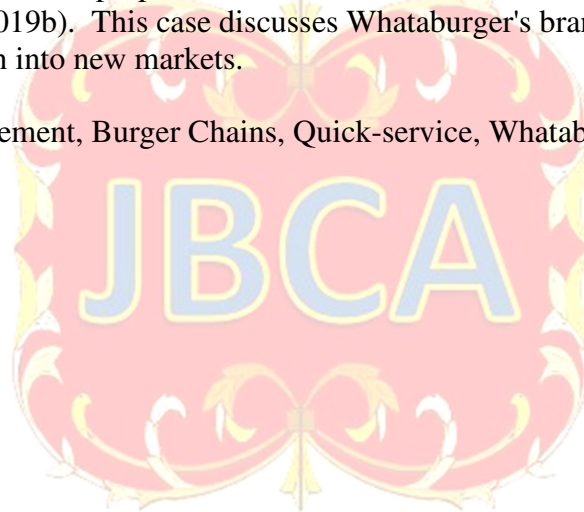 019b). This case discusses Whataburger's bran
n into new markets.
ement, Burger Chains, Quick-service, Whatab
JBCA